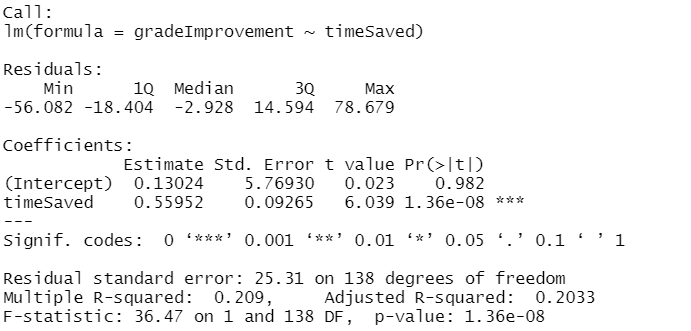 Call:
lm(formula = gradeImprovement ~ timeSaved)
Residuals:
    Min      1Q  Median      3Q     Max
-56.082 -18.404  -2.928  14.594  78.679
Coefficients:
            Estimate Std. Error t value Pr(>|t|)
(Intercept)  0.13024    5.76930   0.023    0.982
timeSaved    0.55952    0.09265   6.039 1.36e-08 ***
---
Signif. codes:  0 ‘***’ 0.001 ‘**’ 0.01 ‘*’ 0.05 ‘.’ 0.1 ‘ ’ 1
Residual standard error: 25.31 on 138 degrees of freedom
Multiple R-squared:  0.209,     Adjusted R-squared:  0.2033
F-statistic: 36.47 on 1 and 138 DF,  p-value: 1.36e-08